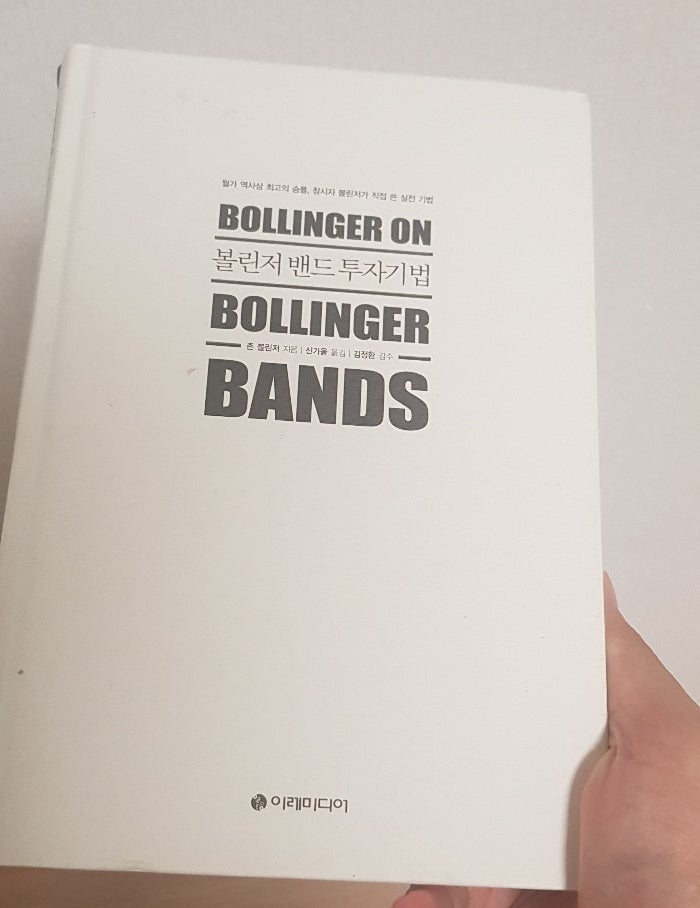 월가 역사상 최고의 승률, 창시자 볼린저가 직접 쓴 실전 기법
BOLLINGER ON
볼린저 밴드 투자기법
BOLLINGER
존 볼린저 지음 | 신가을 옮김 | 김정환 감수
BANDS
이레미디어